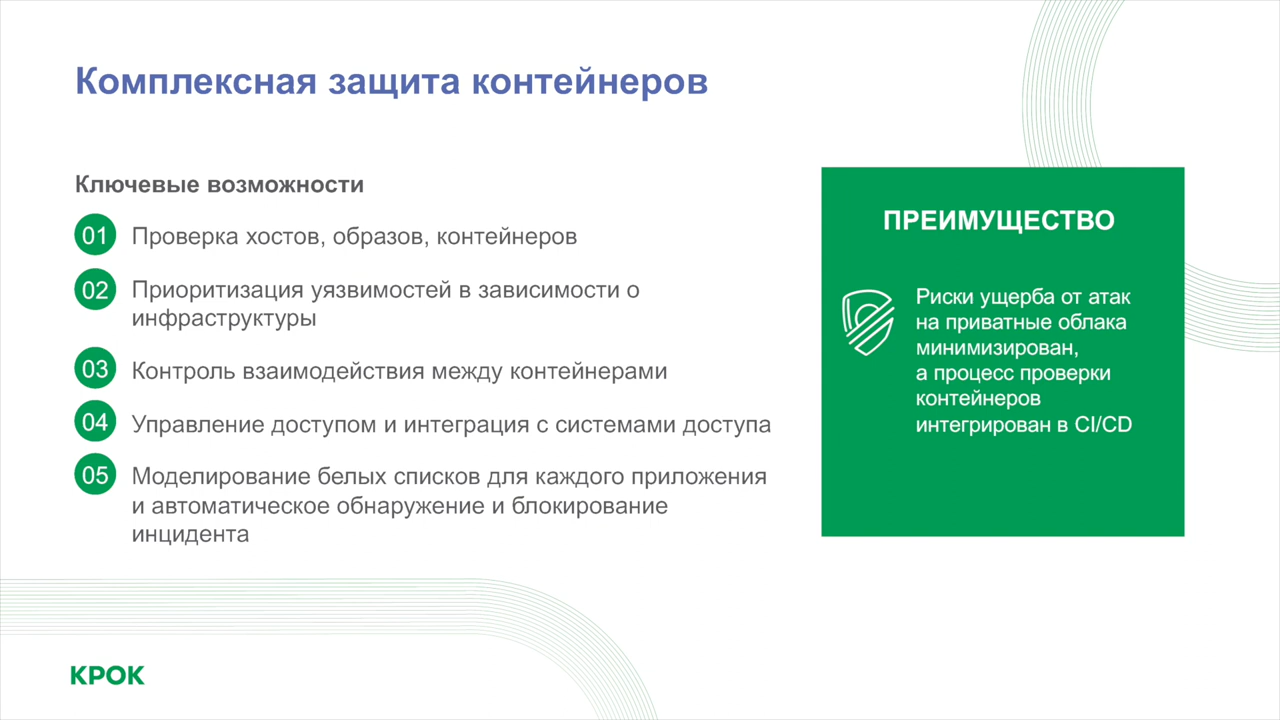 Комплексная защита контейнеров
Ключевые возможности
01 Проверка хостов, образов, контейнеров
02 Приоритизация уязвимостей в зависимости о
инфраструктуры
03 Контроль взаимодействия между контейнерами
04 Управление доступом и интеграция с системами доступа
05 Моделирование белых списков для каждого приложения
и автоматическое обнаружение и блокирование
инцидента
ПРЕИМУЩЕСТВО
Риски ущерба от атак
на приватные облака
минимизирован,
а процесс проверки
контейнеров
интегрирован в CI/CD
КРОК